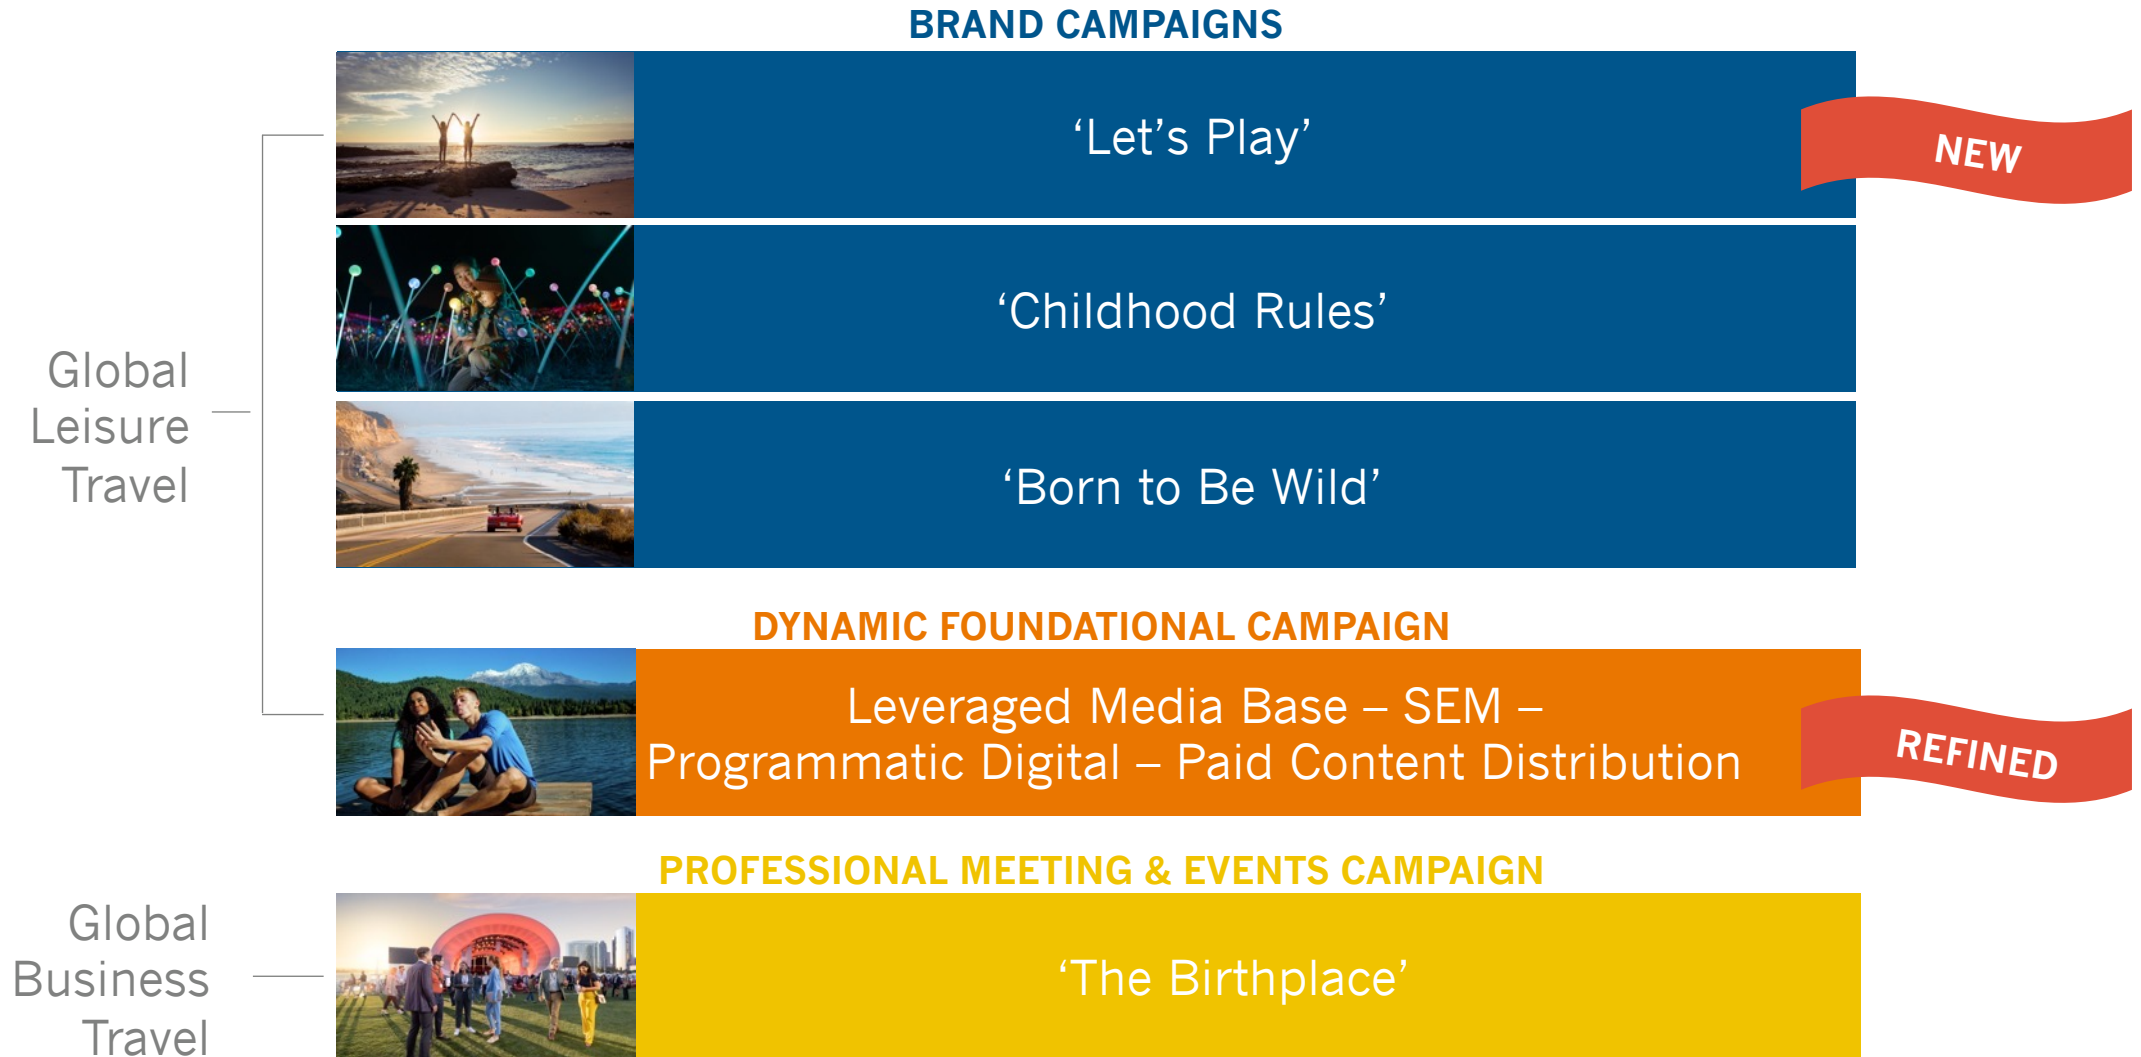 BRAND CAMPAIGNS
‘Let’s Play’
NEW
‘Childhood Rules’
Global
Leisure
Travel
‘Born to Be Wild’
DYNAMIC FOUNDATIONAL CAMPAIGN
Leveraged Media Base – SEM –
Programmatic Digital – Paid Content Distribution
REFINED
PROFESSIONAL MEETING & EVENTS CAMPAIGN
Global
Business
Travel
‘The Birthplace’